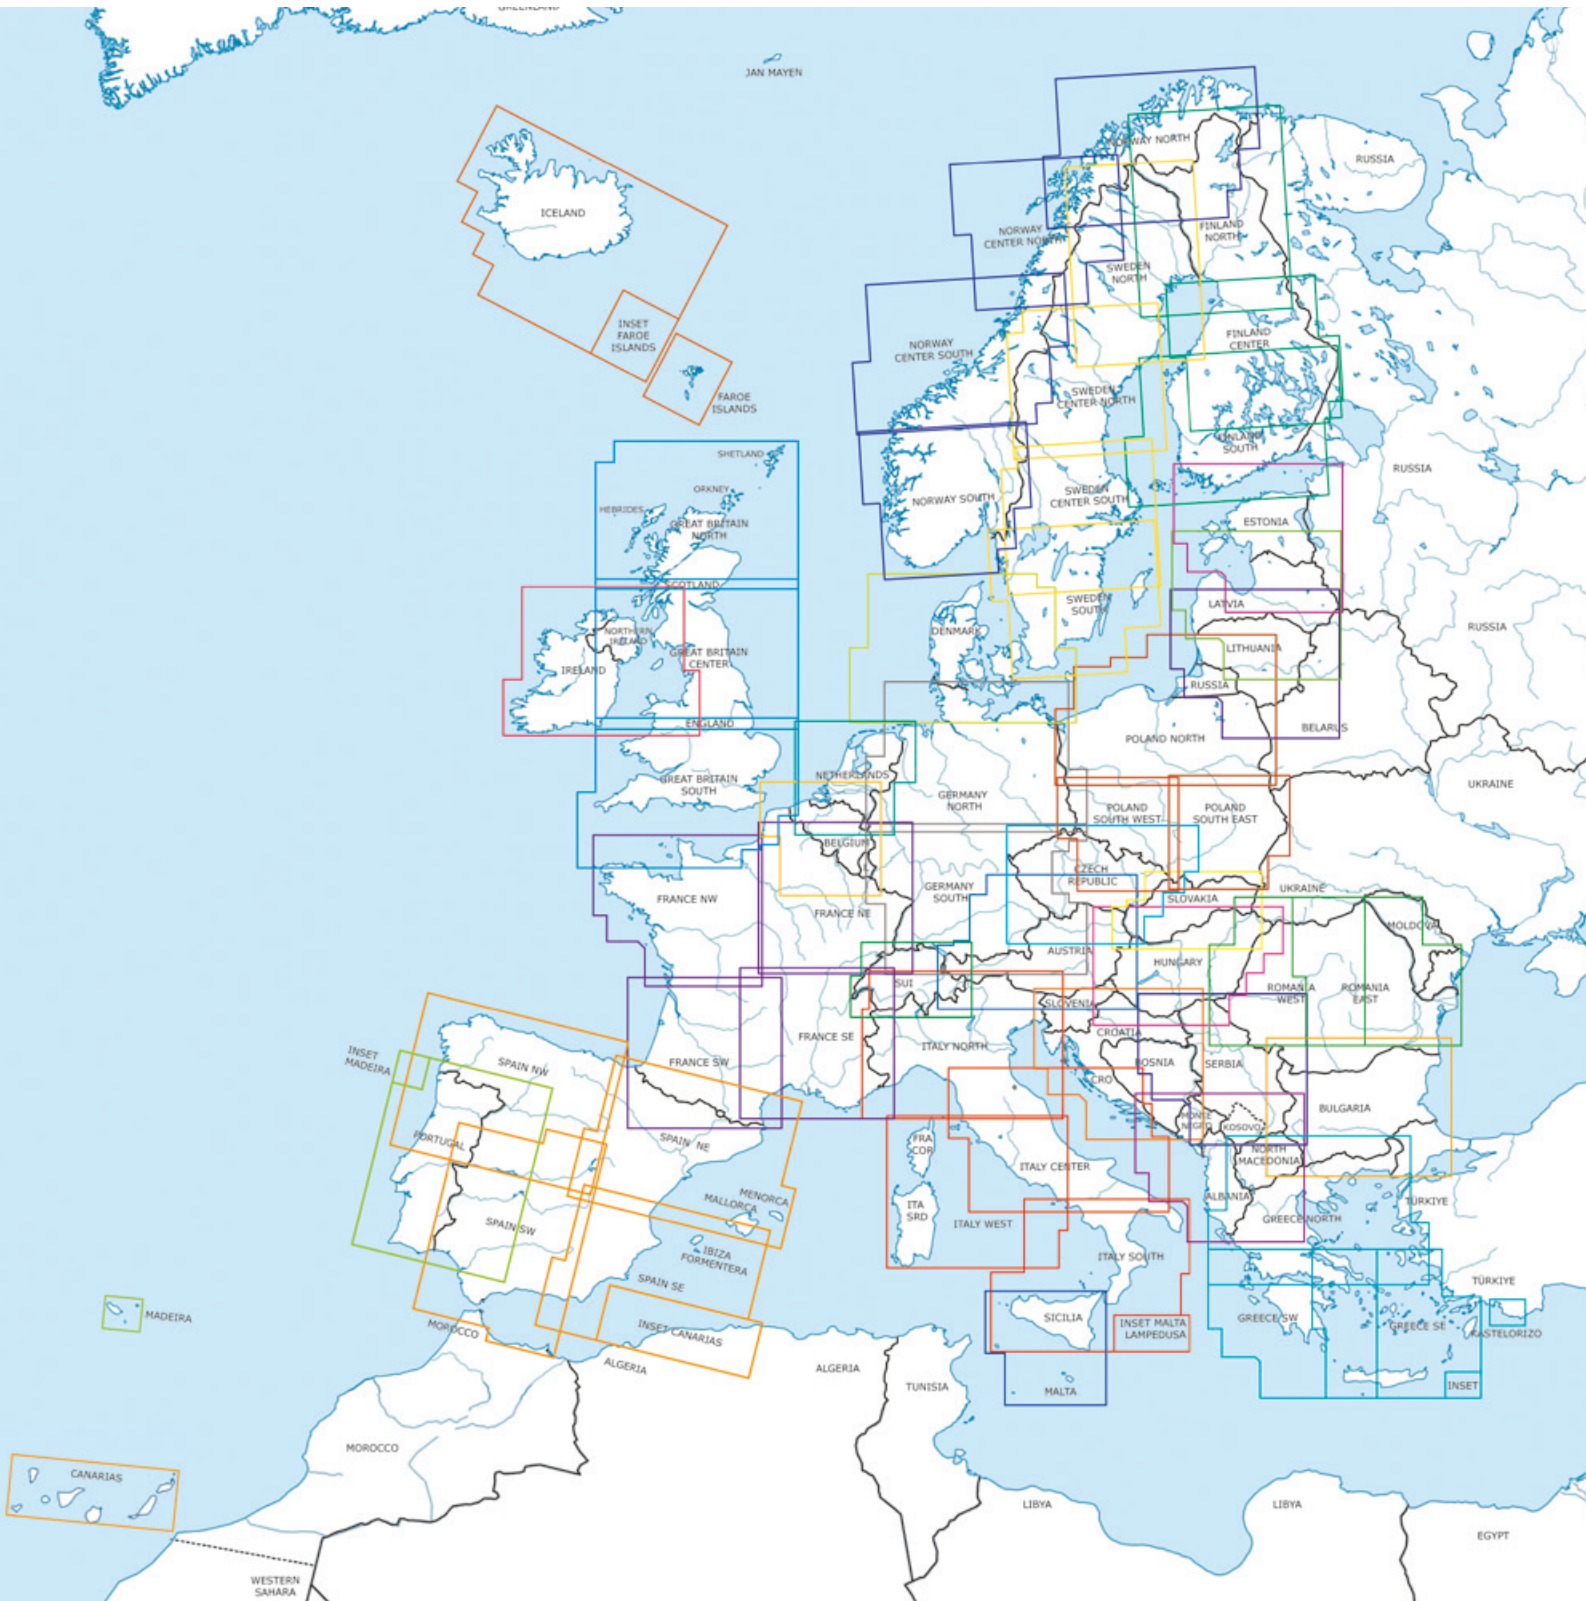 GREENLAND
JAN MAYEN
NORWAY NORTH
RUSSIA
ICELAND
NORWAY
CENTER NORTH
FINLAND
NORTH
SWEDEN
NORTH
INSET
FAROE
ISLANDS
NORWAY
CENTER SOUTH
FINLAND
CENTER
FAROE
ISLANDS
SWEDEN
CENTER NORTH
SHETLAND
FINLAND
SOUTH
RUSSIA
ORKNEY
HEBRIDES
NORWAY SOUTH
SWEDEN
CENTER SOUTH
GREAT BRITAIN
NORTH
ESTONIA
SCOTLAND
SWEDEN
SOUTH
LATVIA
NORTHERN
IRELAND
DENMARK
RUSSIA
GREAT BRITAIN
CENTER
IRELAND
LITHUANIA
RUSSIA
ENGLAND
BELARUS
POLAND NORTH
NETHERLANDS
GREAT BRITAIN
SOUTH
GERMANY
NORTH
UKRAINE
POLAND
SOUTH WEST
POLAND
SOUTH EAST
BELGIUM
CZECH
REPUBLIC
GERMANY
SOUTH
UKRAINE
FRANCE NW
SLOVAKIA
FRANCE NE
MOLDOVA
AUSTRIA
HUNGARY
SUI
ROMANIA
WEST
ROMANIA
EAST
SLOVENIA
CROATIA
FRANCE SE
ITALY NORTH
INSET
MADEIRA
SPAIN NW
FRANCE SW
BOSNIA
SERBIA
CRO
BULGARIA
MONTE
NEGRO
KOSOVO
PORTUGAL
SPAIN NE
FRA
COR
NORTH
MACEDONIA
ITALY CENTER
MENORCA
MALLORCA
ALBANIA
TÜRKIYE
ITA
SRD
ITALY WEST
GREECE NORTH
SPAIN SW
IBIZA
FORMENTERA
ITALY SOUTH
SPAIN SE
TÜRKIYE
MADEIRA
SICILIA
INSET MALTA
LAMPEDUSA
GREECE SW
GREECE SE
KASTELORIZO
MOROCCO
INSET CANARIAS
ALGERIA
ALGERIA
TUNISIA
MALTA
INSET
MOROCCO
CANARIAS
LIBYA
LIBYA
EGYPT
WESTERN
SAHARA